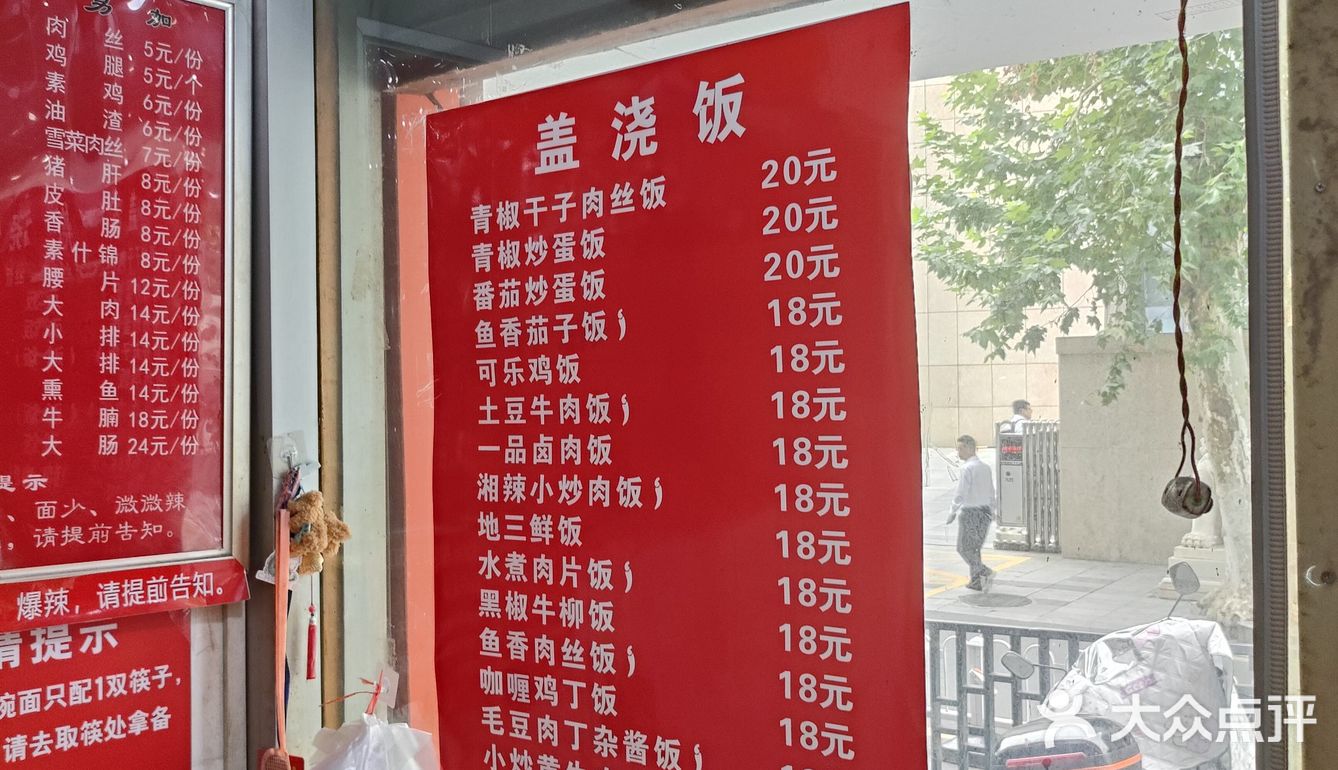 另 加
肉丝 5元/份
鸡腿 5元/个
素鸡 6元/份
油渣 6元/份
雪菜肉丝 7元/份
猪肝 8元/份
皮肚 8元/份
香肠 8元/份
素什锦 8元/份
腰片 12元/份
大肉 14元/份
小排 14元/份
大排 14元/份
熏鱼 14元/份
牛腩 18元/份
大肠 24元/份
提示
、面少、微微辣
，请提前告知。
爆辣，请提前告知。
情提示
碗面只配1双筷子，
请去取筷处拿备
盖浇饭
青椒干子肉丝饭 20元
青椒炒蛋饭 20元
番茄炒蛋饭 20元
鱼香茄子饭 18元
可乐鸡饭 18元
土豆牛肉饭 18元
一品卤肉饭 18元
湘辣小炒肉饭 18元
地三鲜饭 18元
水煮肉片饭 18元
黑椒牛柳饭 18元
鱼香肉丝饭 18元
咖喱鸡丁饭 18元
毛豆肉丁杂酱饭
小炒黄牛
大众点评